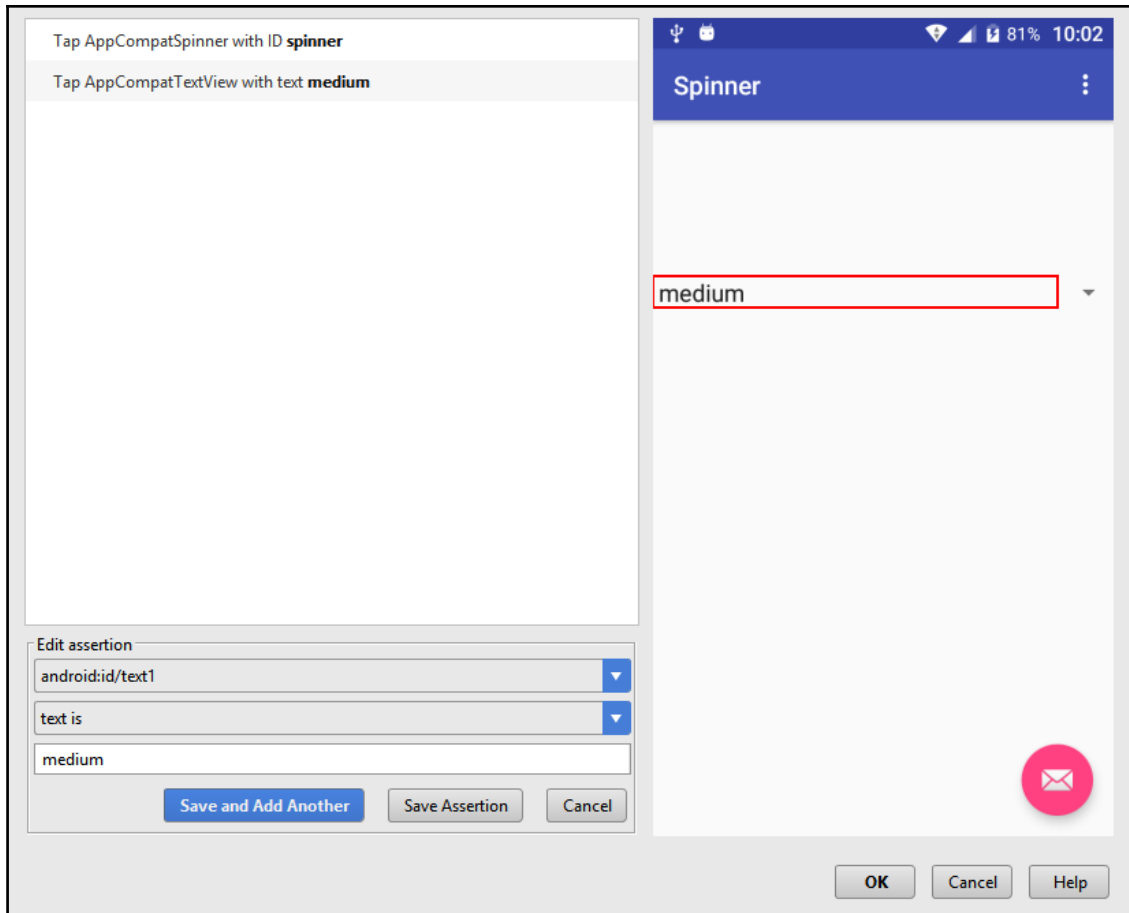 Tap AppCompatSpinner with ID spinner
Tap AppCompatTextView with text medium
Edit assertion
android:id/text1
text is
medium
Save and Add Another Save Assertion Cancel
81% 10:02
Spinner
medium
OK Cancel Help